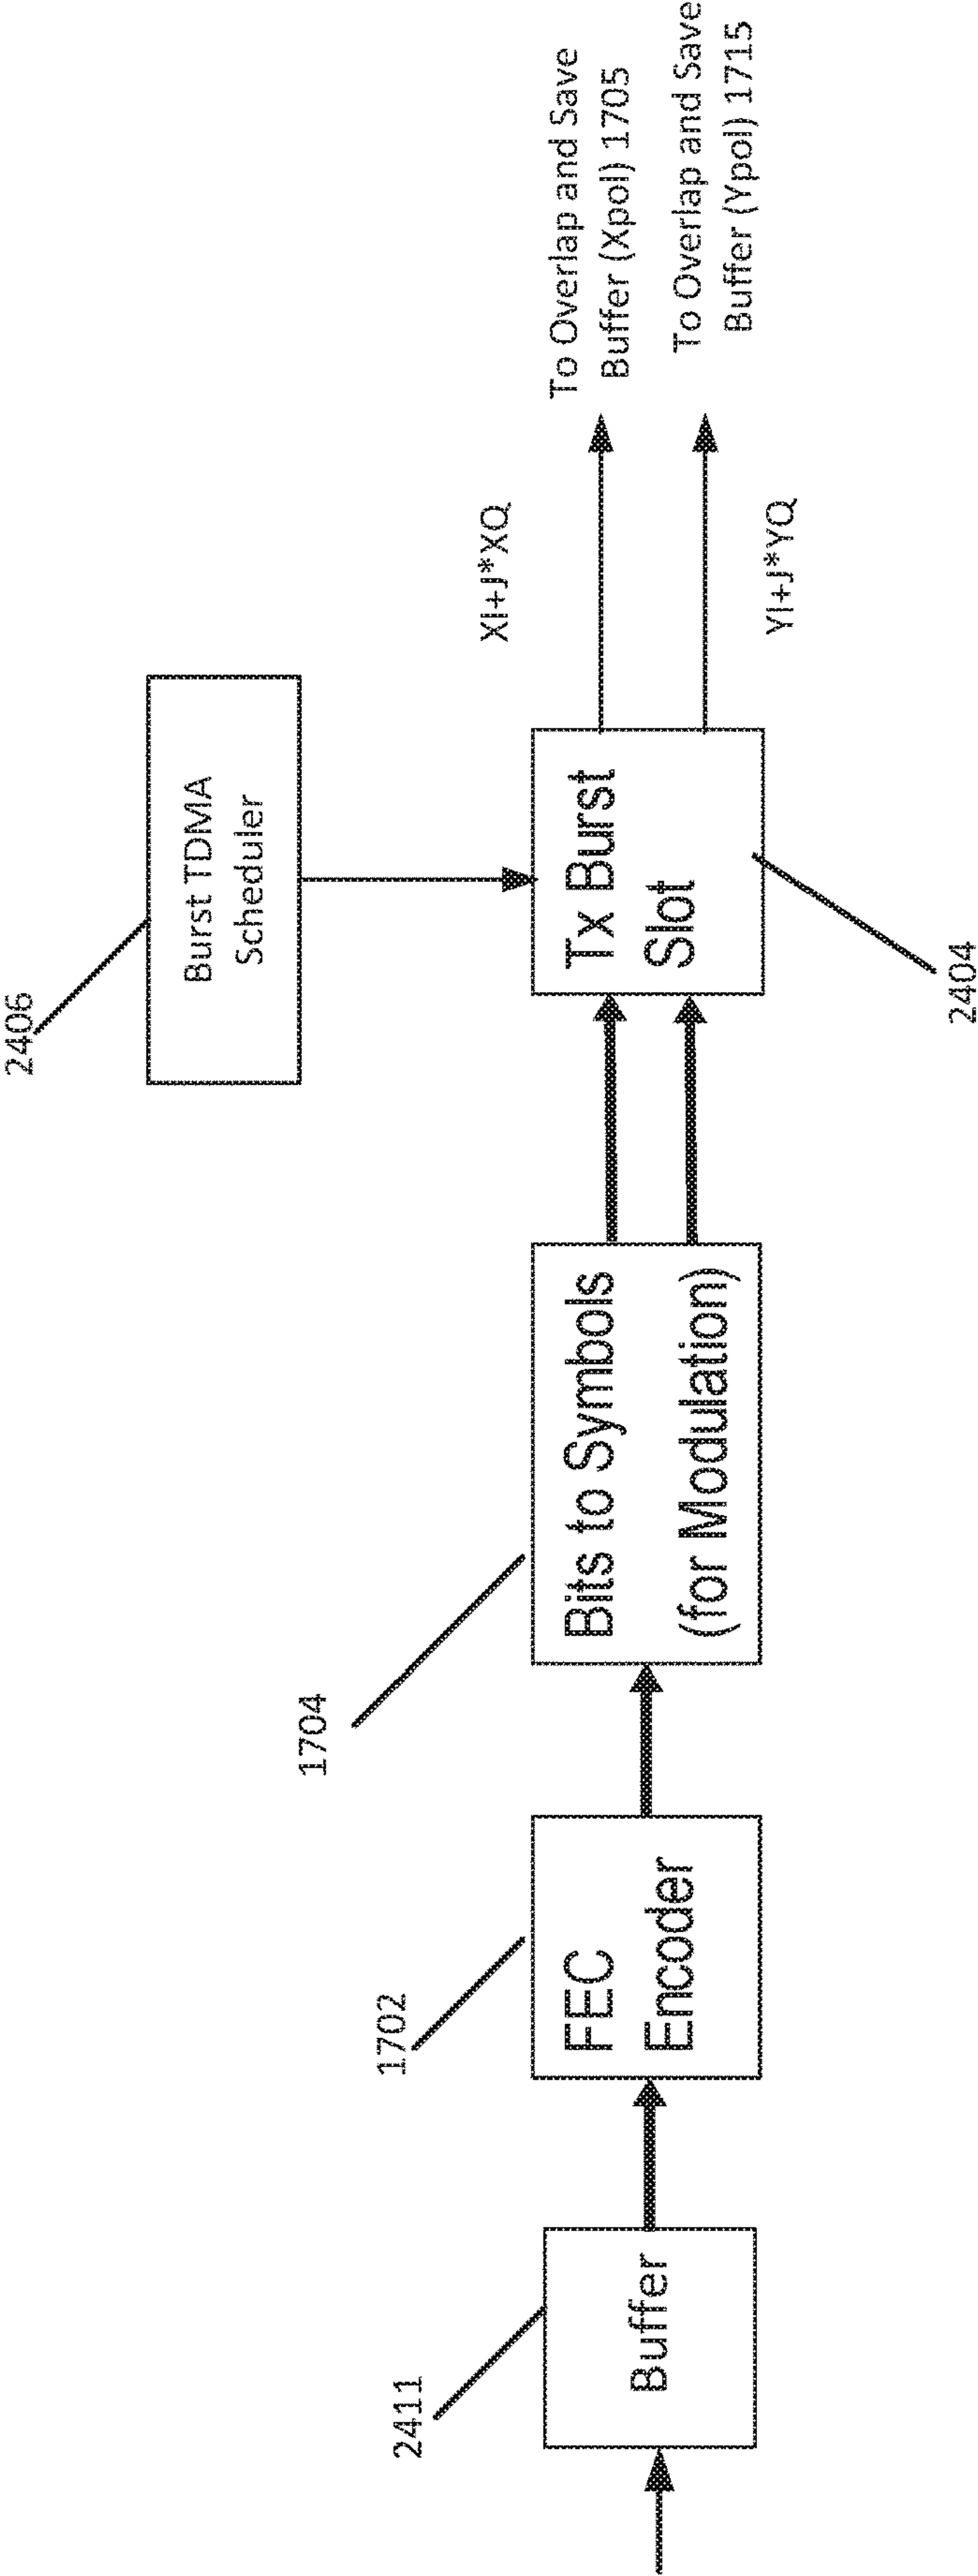 2406
Burst TDMA
Scheduler
2411
Buffer
1702
FEC
Encoder
1704
Bits to Symbols
(for Modulation)
Tx Burst
Slot
2404
XI+J*XQ
YI+J*YQ
To Overlap and Save
Buffer (Xpol) 1705
To Overlap and Save
Buffer (Ypol) 1715